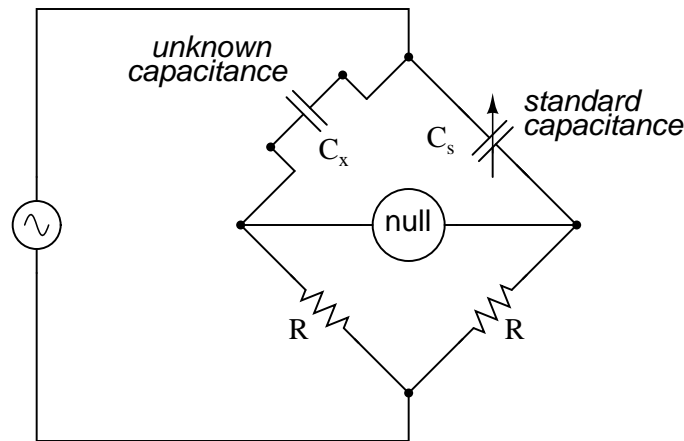 unknown
capacitance
standard
capacitance
Cx
Cs
null
R
R